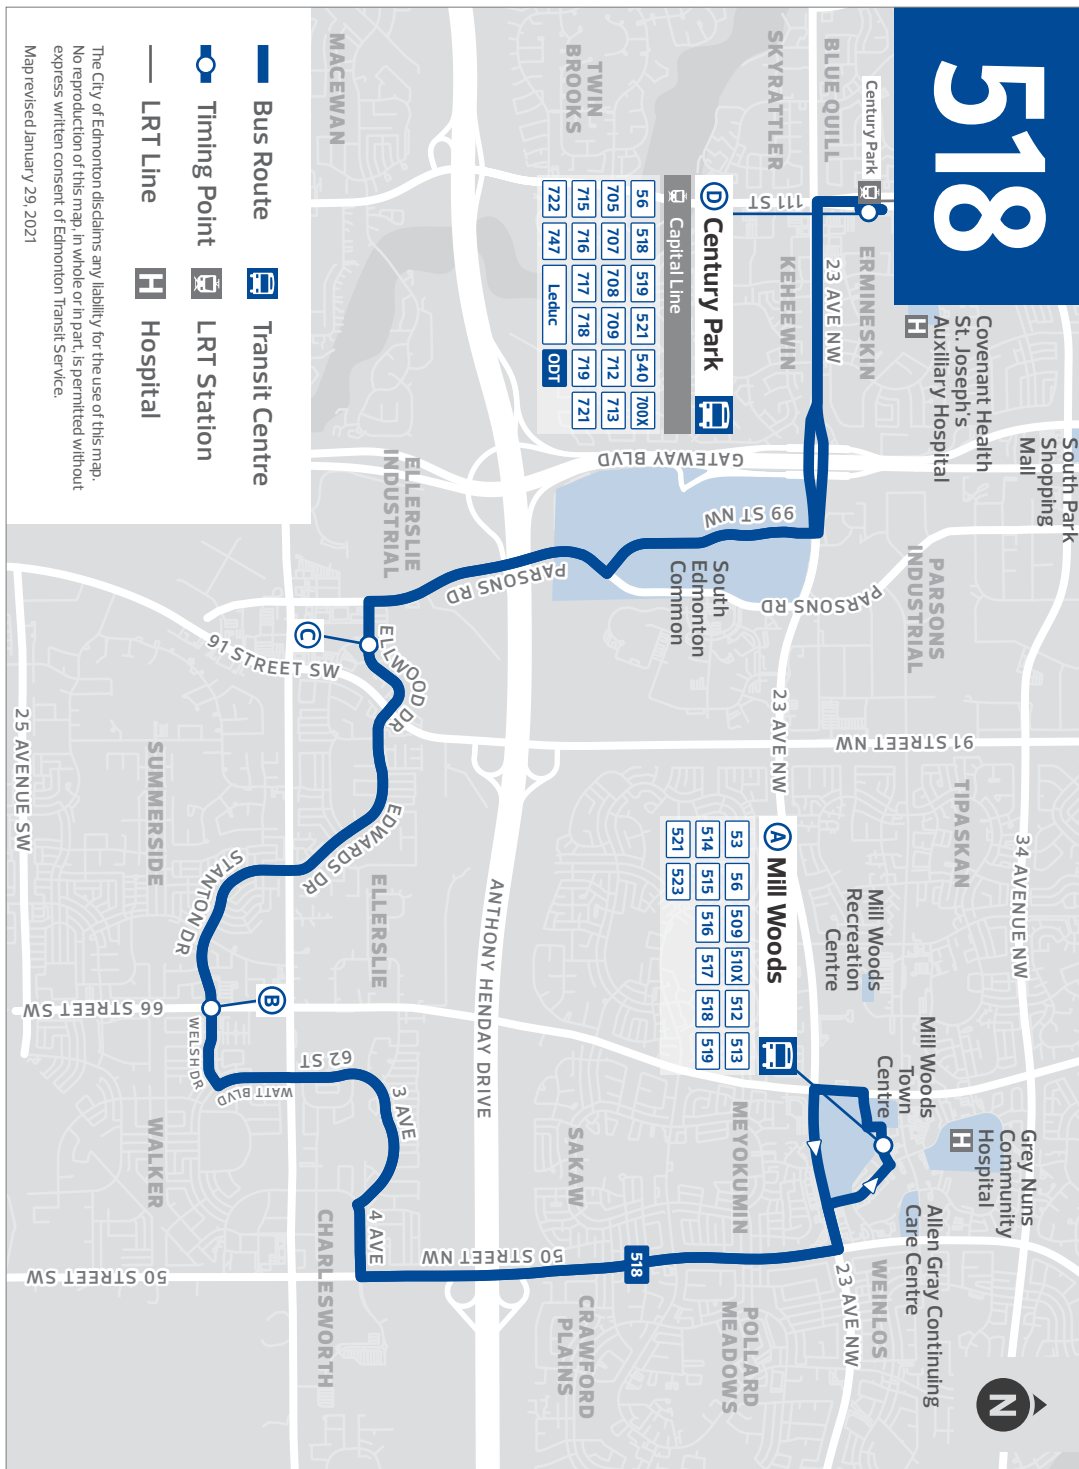 518
Century Park
BLUE QUILL
SKYRATTLER
TWIN
BROOKS
MACEWAN
ERMINESKIN
KEHEEWIN
111 ST
23 AVE NW
Covenant Health
St. Joseph's
Auxiliary Hospital
H
South Park
Shopping
Mall
D Century Park
Capital Line
56 518 519 521 540 700X
705 707 708 709 712 713
715 716 717 718 719 721
722 747 Leduc ODT
GATEWAY BLVD
99 ST NW
South
Edmonton
Common
PARSONS RD
PARSONS RD
PARSONS
INDUSTRIAL
ELLERSLIE
INDUSTRIAL
C
ELLWOOD DR
91 STREET SW
91 STREET NW
23 AVE NW
34 AVENUE NW
TIPASKAN
25 AVENUE SW
SUMMERSIDE
EDWARDS DR
STANTON DR
ELLERSLIE
ANTHONY HENDAY DRIVE
A Mill Woods
53 56 509 510X 512 513
514 515 516 517 518 519
521 523
Mill Woods
Recreation
Centre
Mill Woods
Town
Centre
Grey Nuns
Community
Hospital
H
Allen Gray Continuing
Care Centre
66 STREET SW
B
WELSH DR
WATT BLVD
62 ST
3 AVE
4 AVE
WALKER
CHARLESWORTH
50 STREET SW
50 STREET NW
518
SAKAW
MEYOKUMIN
WEINLOS
23 AVE NW
CRAWFORD
PLAINS
POLLARD
MEADOWS
N
Bus Route
Transit Centre
Timing Point
LRT Station
LRT Line
H Hospital
The City of Edmonton disclaims any liability for the use of this map.
No reproduction of this map, in whole or in part, is permitted without
express written consent of Edmonton Transit Service.
Map revised January 29, 2021